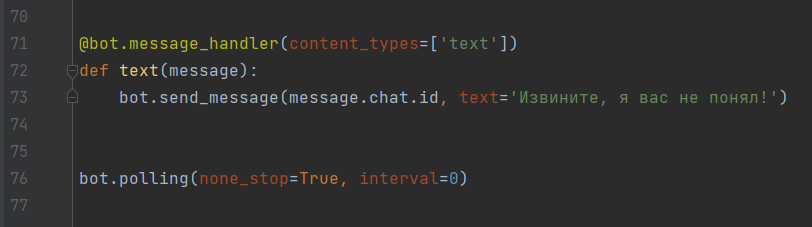 70
71 @bot.message_handler(content_types=['text'])
72 def text(message):
73     bot.send_message(message.chat.id, text='Извините, я вас не понял!')
74
75
76 bot.polling(none_stop=True, interval=0)
77